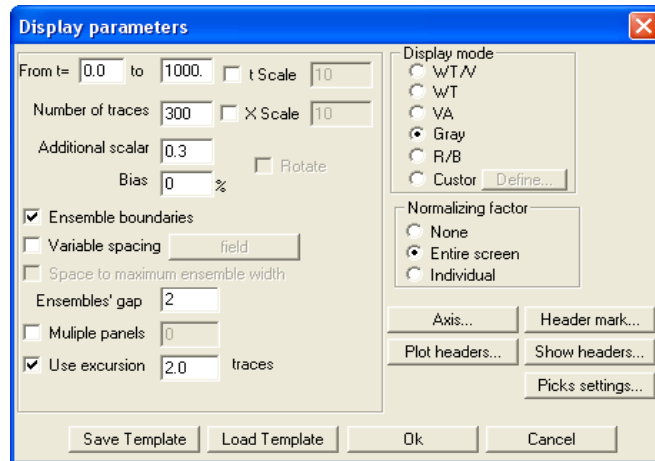 Display parameters
From t= 0.0 to 1000. t Scale 10
Number of traces 300 X Scale 10
Additional scalar 0.3
Rotate
Bias 0 %
Ensemble boundaries
Variable spacing field
Space to maximum ensemble width
Ensembles' gap 2
Muliple panels 0
Use excursion 2.0 traces
Display mode
WT/V
WT
VA
Gray
R/B
Custor Define...
Normalizing factor
None
Entire screen
Individual
Axis... Header mark...
Plot headers... Show headers...
Picks settings...
Save Template Load Template Ok Cancel